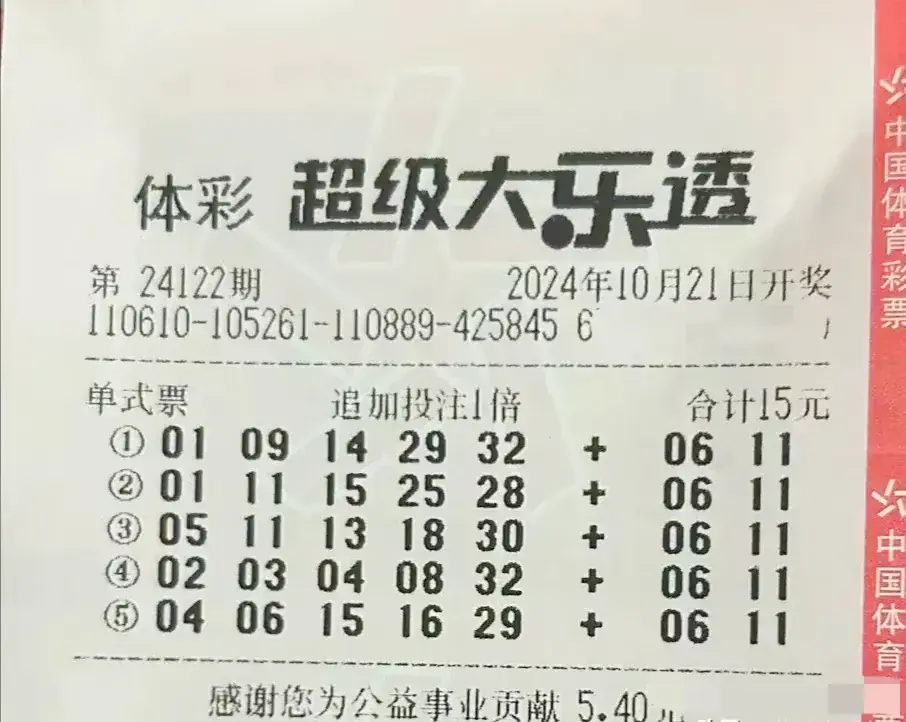 体彩 超级大乐透
第 24122期 2024年10月21日开奖
110610-105261-110889-425845 6
单式票 追加投注1倍 合计15元
① 01 09 14 29 32 + 06 11
② 01 11 15 25 28 + 06 11
③ 05 11 13 18 30 + 06 11
④ 02 03 04 08 32 + 06 11
⑤ 04 06 15 16 29 + 06 11
感谢您为公益事业贡献 5.40元
中国体育彩票
中国体育